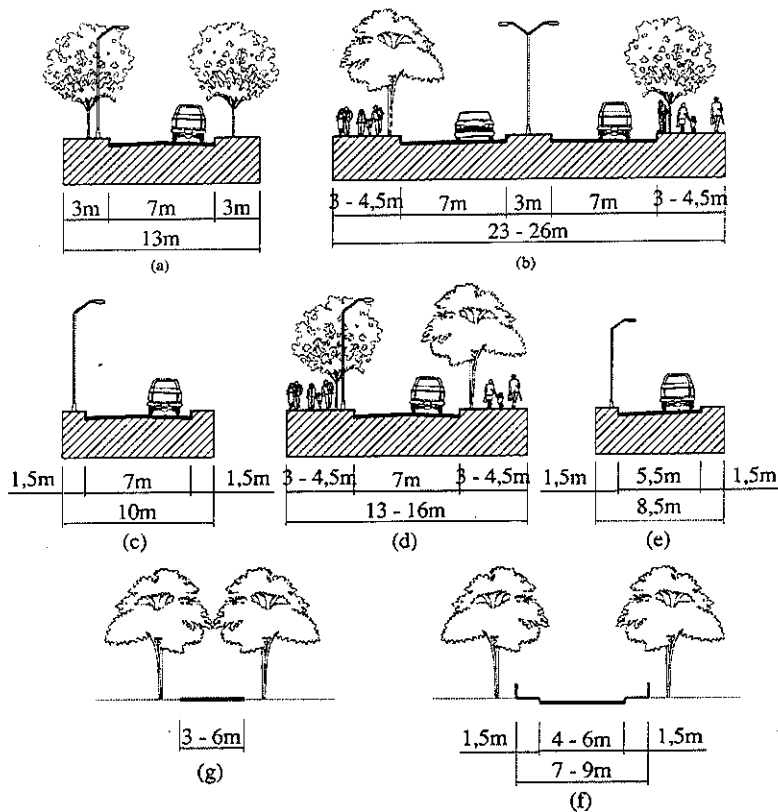 3m 7m 3m
13m
(a)
3 - 4,5m 7m 3m 7m 3 - 4,5m
23 - 26m
(b)
1,5m 7m 1,5m
10m
(c)
3 - 4,5m 7m 3 - 4,5m
13 - 16m
(d)
1,5m 5,5m 1,5m
8,5m
(e)
3 - 6m
(g)
1,5m 4 - 6m 1,5m
7 - 9m
(f)